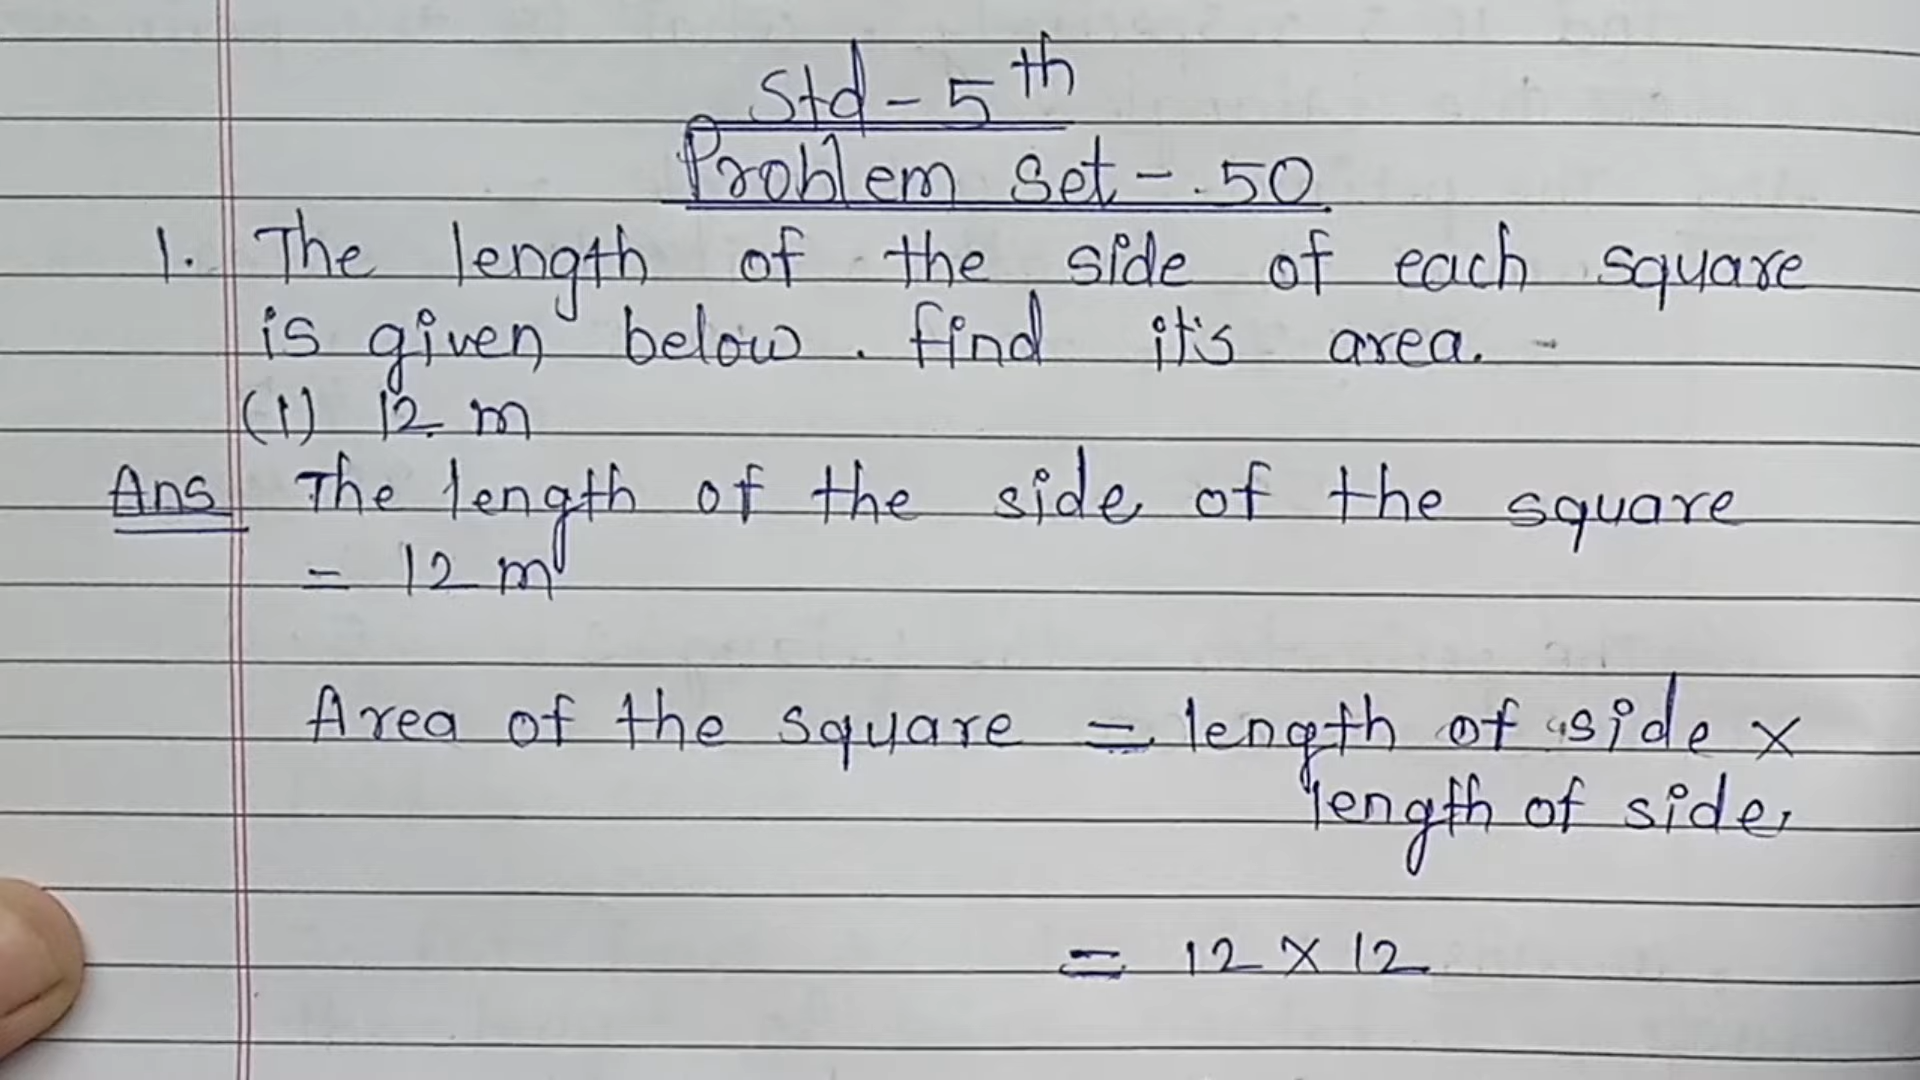 Std - 5th
Problem Set - 50
1. The length of the side of each square
is given below. find it's area.
(1) 12 m
Ans The length of the side of the square
= 12 m
Area of the square = length of side ×
length of side
= 12 × 12